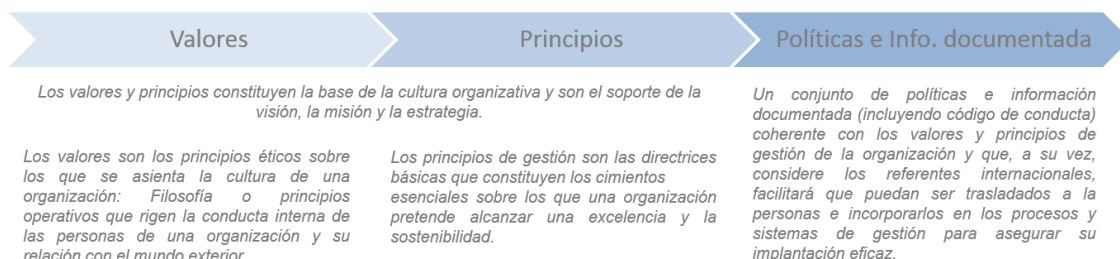 Valores
Principios
Políticas e Info. documentada
Los valores y principios constituyen la base de la cultura organizativa y son el soporte de la
visión, la misión y la estrategia.
Los valores son los principios éticos sobre
los que se asienta la cultura de una
organización: Filosofía o principios
operativos que rigen la conducta interna de
las personas de una organización y su
relación con el mundo exterior
Los principios de gestión son las directrices
básicas que constituyen los cimientos
esenciales sobre los que una organización
pretende alcanzar una excelencia y la
sostenibilidad.
Un conjunto de políticas e información
documentada (incluyendo código de conducta)
coherente con los valores y principios de
gestión de la organización y que, a su vez,
considere los referentes internacionales,
facilitará que puedan ser trasladados a la
personas e incorporarlos en los procesos y
sistemas de gestión para asegurar su
implantación eficaz.